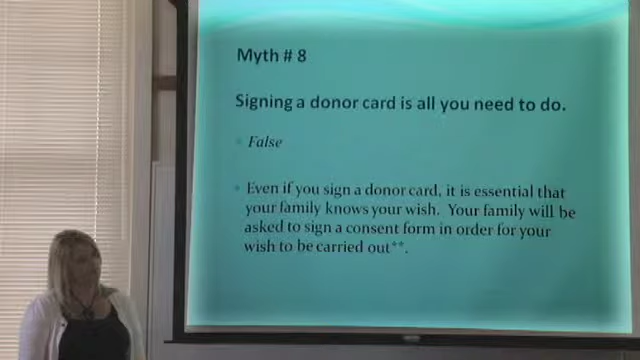 Myth # 8
Signing a donor card is all you need to do.
False
Even if you sign a donor card, it is essential that
your family knows your wish. Your family will be
asked to sign a consent form in order for your
wish to be carried out**.